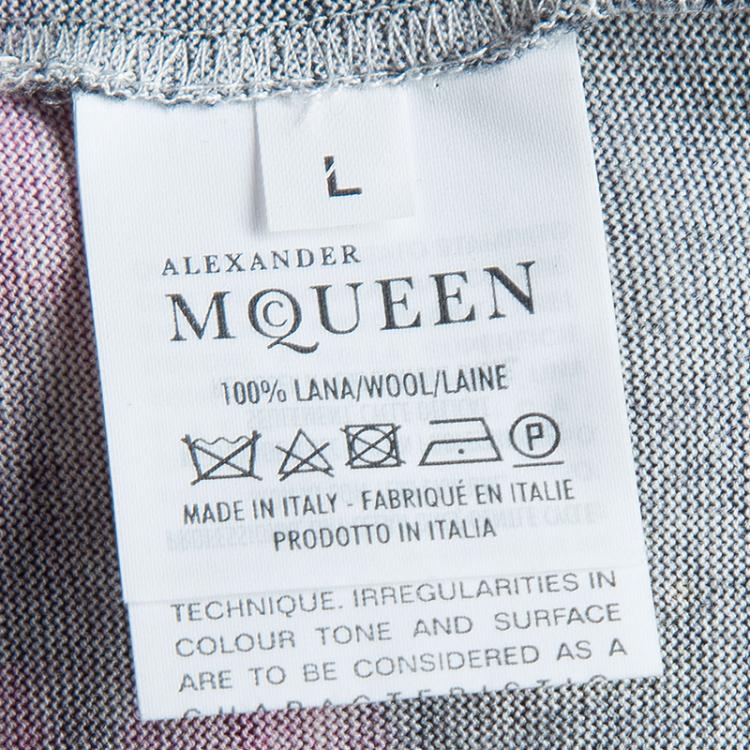 L
ALEXANDER
MCQUEEN
100% LANA/WOOL/LAINE
P
MADE IN ITALY - FABRIQUÉ EN ITALIE
PRODOTTO IN ITALIA
TECHNIQUE. IRREGULARITIES IN
COLOUR TONE AND SURFACE
ARE TO BE CONSIDERED AS A
CHARACTERISTIC